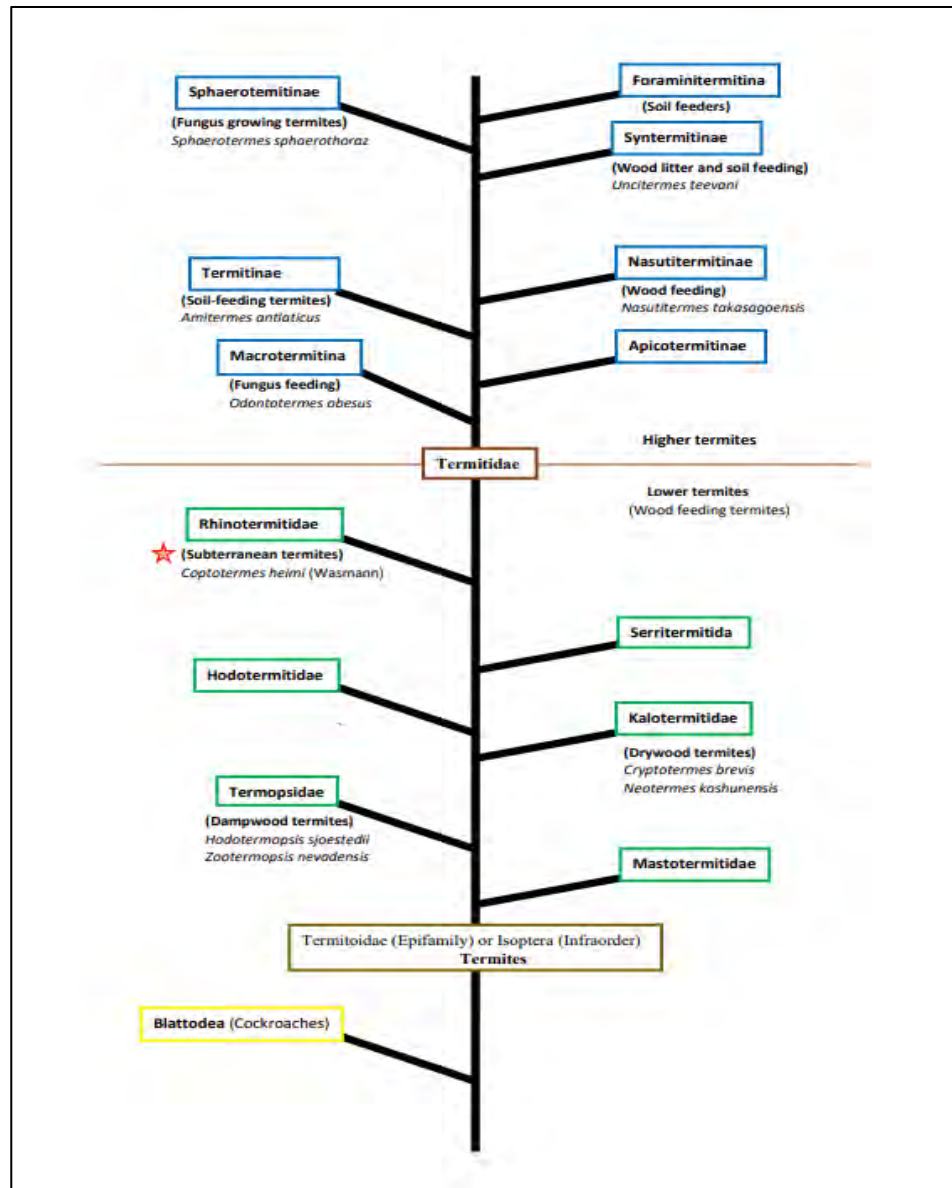 Sphaerotemitinae
(Fungus growing termites)
Sphaerotermes sphaerothoraz
Foraminitermitina
(Soil feeders)
Syntermitinae
(Wood litter and soil feeding)
Uncitermes teevani
Termitinae
(Soil-feeding termites)
Amitermes antlaticus
Nasutitermitinae
(Wood feeding)
Nasutitermes takasagoensis
Macrotermitina
(Fungus feeding)
Odontotermes obesus
Apicotermitinae
Higher termites
Termitidae
Lower termites
(Wood feeding termites)
Rhinotermitidae
(Subterranean termites)
Coptotermes heimi (Wasmann)
Serritermitida
Hodotermitidae
Kalotermitidae
(Drywood termites)
Cryptotermes brevis
Neotermes koshunensis
Termopsidae
(Dampwood termites)
Hodotermopsis sjoestedii
Zootermopsis nevadensis
Mastotermitidae
Termitoidae (Epifamily) or Isoptera (Infraorder)
Termites
Blattodea (Cockroaches)